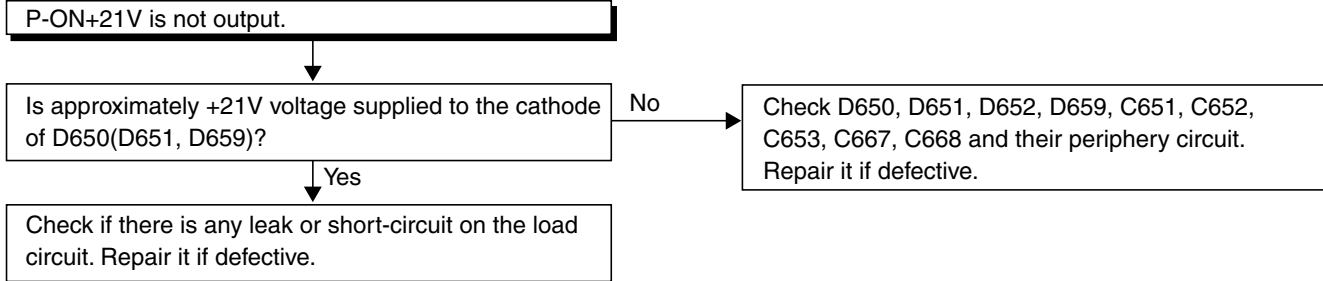 P-ON+21V is not output.
Is approximately +21V voltage supplied to the cathode
of D650(D651, D659)?
No
Check D650, D651, D652, D659, C651, C652,
C653, C667, C668 and their periphery circuit.
Repair it if defective.
Yes
Check if there is any leak or short-circuit on the load
circuit. Repair it if defective.